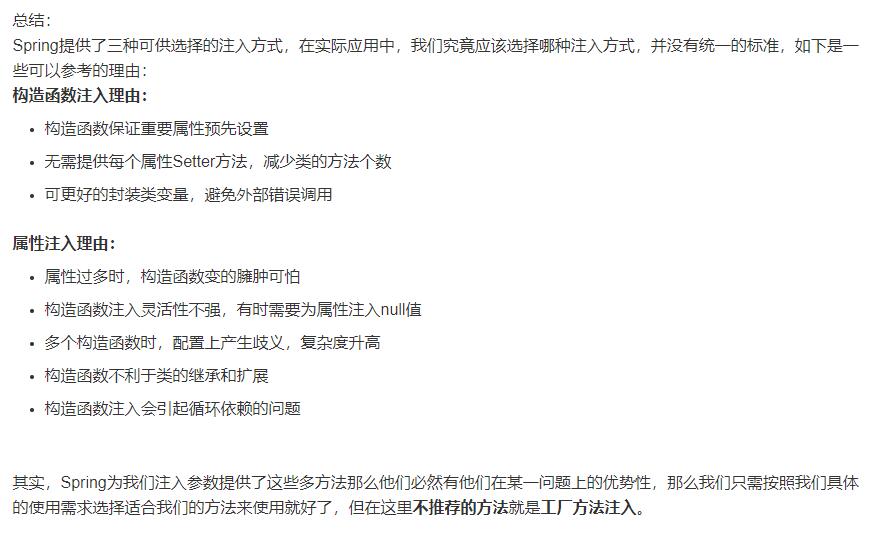 总结：
Spring提供了三种可供选择的注入方式，在实际应用中，我们究竟应该选择哪种注入方式，并没有统一的标准，如下是一
些可以参考的理由：
构造函数注入理由：
• 构造函数保证重要属性预先设置
• 无需提供每个属性Setter方法，减少类的方法个数
• 可更好的封装类变量，避免外部错误调用
属性注入理由：
• 属性过多时，构造函数变的臃肿可怕
• 构造函数注入灵活性不强，有时需要为属性注入null值
• 多个构造函数时，配置上产生歧义，复杂度升高
• 构造函数不利于类的继承和扩展
• 构造函数注入会引起循环依赖的问题
其实，Spring为我们注入参数提供了这些多方法那么他们必然有他们在某一问题上的优势性，那么我们只需按照我们具体
的使用需求选择适合我们的方法来使用就好了，但在这里不推荐的方法就是工厂方法注入。